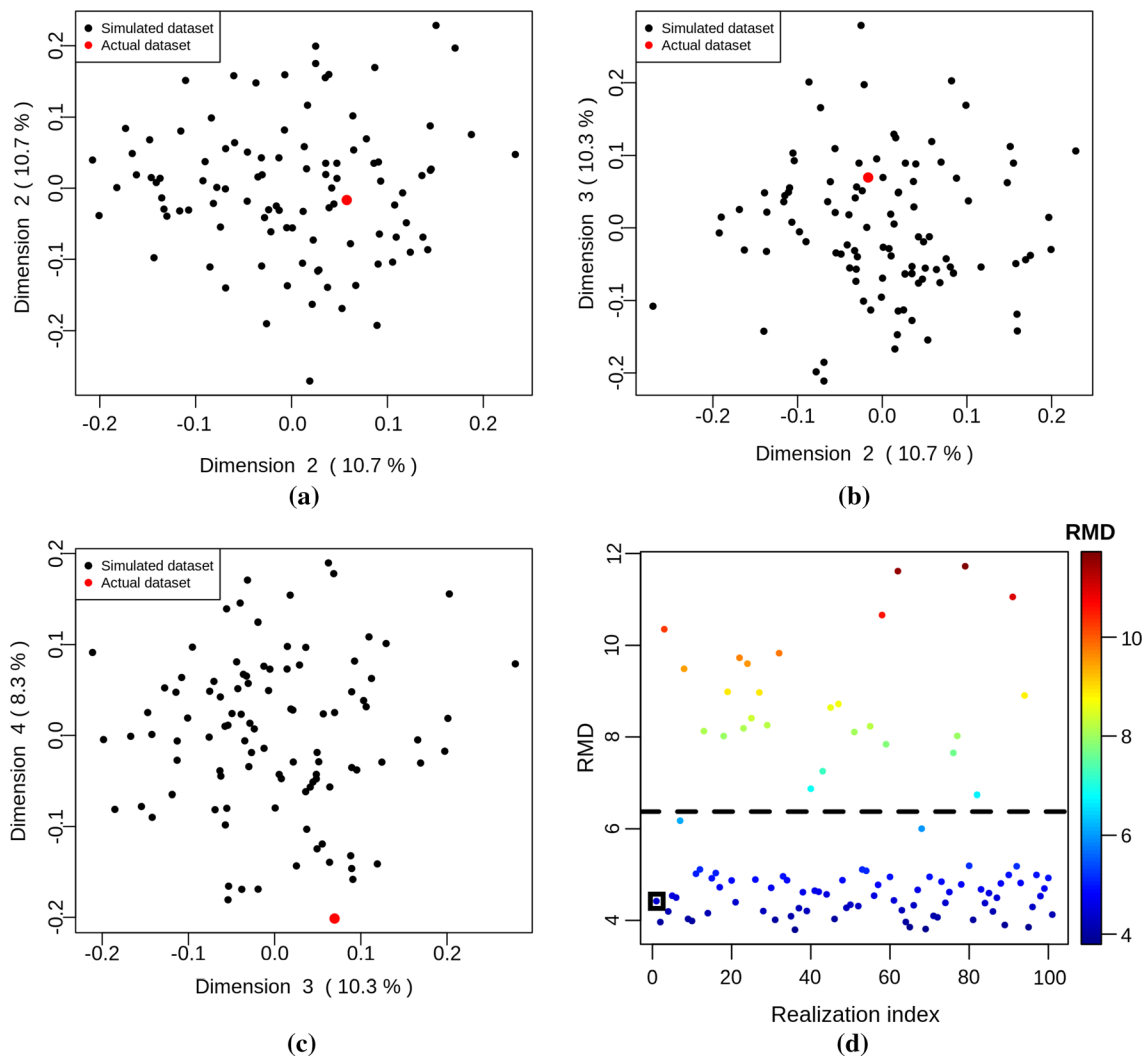 Simulated dataset
Actual dataset
Dimension 2 ( 10.7 % )
0.2
0.1
0.0
-0.1
-0.2
-0.2 -0.1 0.0 0.1 0.2
Dimension 2 ( 10.7 % )
(a)
Simulated dataset
Actual dataset
Dimension 3 ( 10.3 % )
0.2
0.1
0.0
-0.1
-0.2
-0.2 -0.1 0.0 0.1 0.2
Dimension 2 ( 10.7 % )
(b)
Simulated dataset
Actual dataset
Dimension 4 ( 8.3 % )
0.2
0.1
0.0
-0.1
-0.2
-0.2 -0.1 0.0 0.1 0.2
Dimension 3 ( 10.3 % )
(c)
RMD
RMD
12
10
8
6
4
0 20 40 60 80 100
Realization index
10
8
6
4
(d)